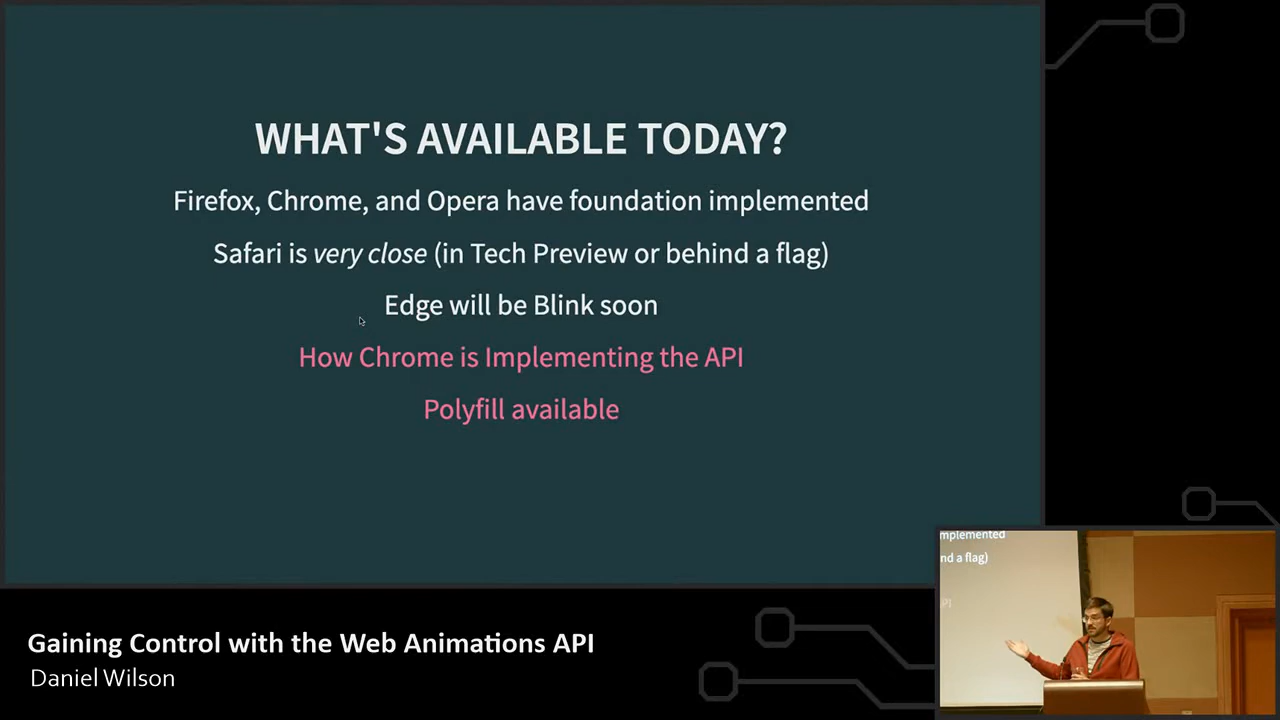 WHAT'S AVAILABLE TODAY?
Firefox, Chrome, and Opera have foundation implemented
Safari is very close (in Tech Preview or behind a flag)
Edge will be Blink soon
How Chrome is Implementing the API
Polyfill available
mplemented
nd a flag)
PI
Gaining Control with the Web Animations API
Daniel Wilson